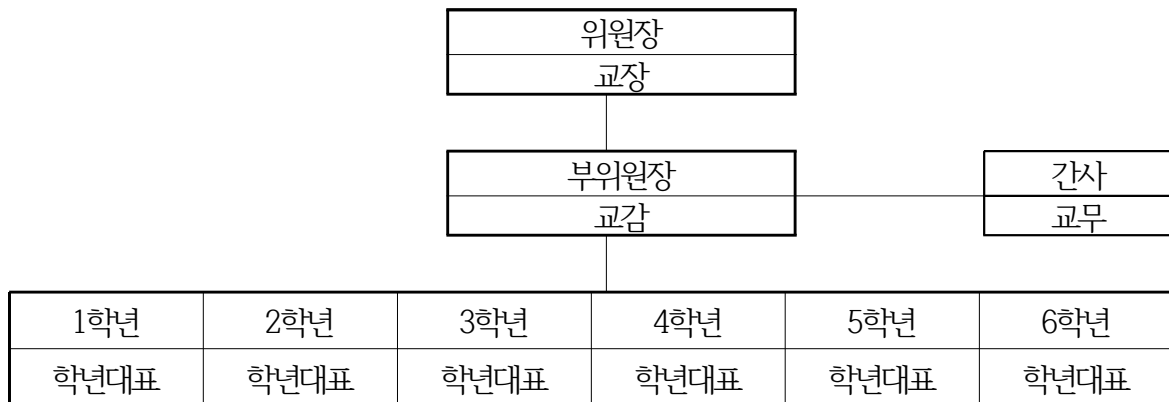 위원장
교장
부위원장 간사
교감 교무
1학년 2학년 3학년 4학년 5학년 6학년
학년대표 학년대표 학년대표 학년대표 학년대표 학년대표